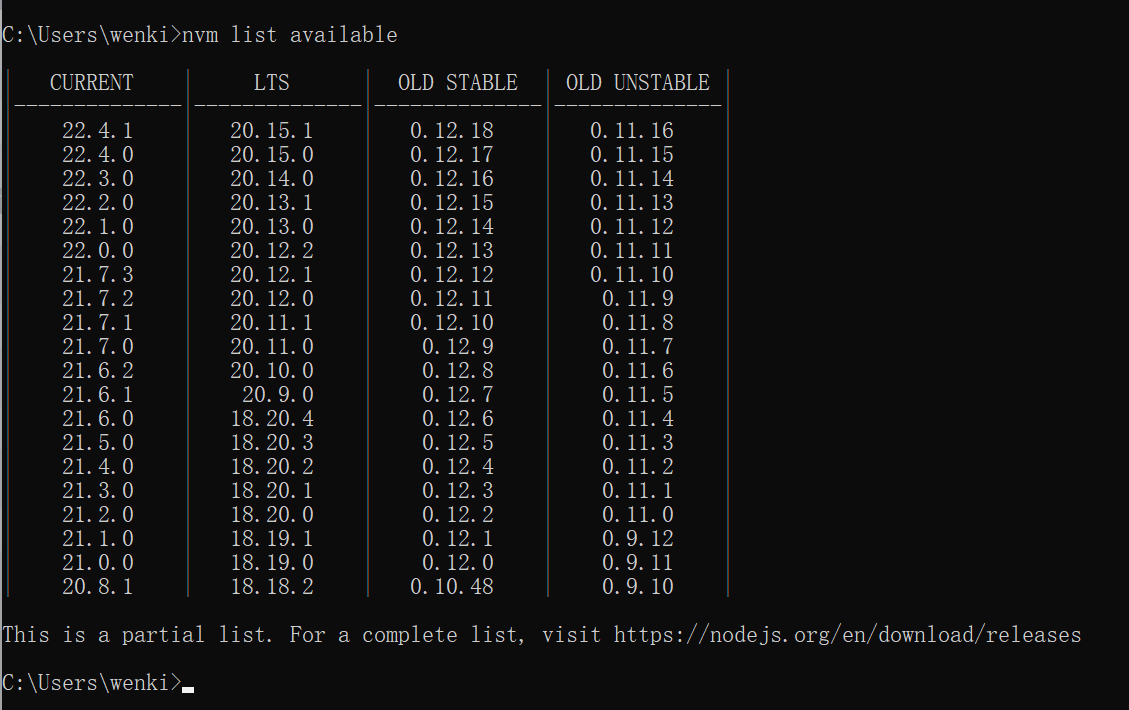 C:\Users\wenki>nvm list available
|   CURRENT    |     LTS      |  OLD STABLE  | OLD UNSTABLE |
|--------------|--------------|--------------|--------------|
|    22.4.1    |   20.15.1    |   0.12.18    |   0.11.16    |
|    22.4.0    |   20.15.0    |   0.12.17    |   0.11.15    |
|    22.3.0    |   20.14.0    |   0.12.16    |   0.11.14    |
|    22.2.0    |   20.13.1    |   0.12.15    |   0.11.13    |
|    22.1.0    |   20.13.0    |   0.12.14    |   0.11.12    |
|    22.0.0    |   20.12.2    |   0.12.13    |   0.11.11    |
|    21.7.3    |   20.12.1    |   0.12.12    |   0.11.10    |
|    21.7.2    |   20.12.0    |   0.12.11    |    0.11.9    |
|    21.7.1    |   20.11.1    |   0.12.10    |    0.11.8    |
|    21.7.0    |   20.11.0    |    0.12.9    |    0.11.7    |
|    21.6.2    |   20.10.0    |    0.12.8    |    0.11.6    |
|    21.6.1    |    20.9.0    |    0.12.7    |    0.11.5    |
|    21.6.0    |   18.20.4    |    0.12.6    |    0.11.4    |
|    21.5.0    |   18.20.3    |    0.12.5    |    0.11.3    |
|    21.4.0    |   18.20.2    |    0.12.4    |    0.11.2    |
|    21.3.0    |   18.20.1    |    0.12.3    |    0.11.1    |
|    21.2.0    |   18.20.0    |    0.12.2    |    0.11.0    |
|    21.1.0    |   18.19.1    |    0.12.1    |    0.9.12    |
|    21.0.0    |   18.19.0    |    0.12.0    |    0.9.11    |
|    20.8.1    |   18.18.2    |   0.10.48    |    0.9.10    |
This is a partial list. For a complete list, visit https://nodejs.org/en/download/releases
C:\Users\wenki>